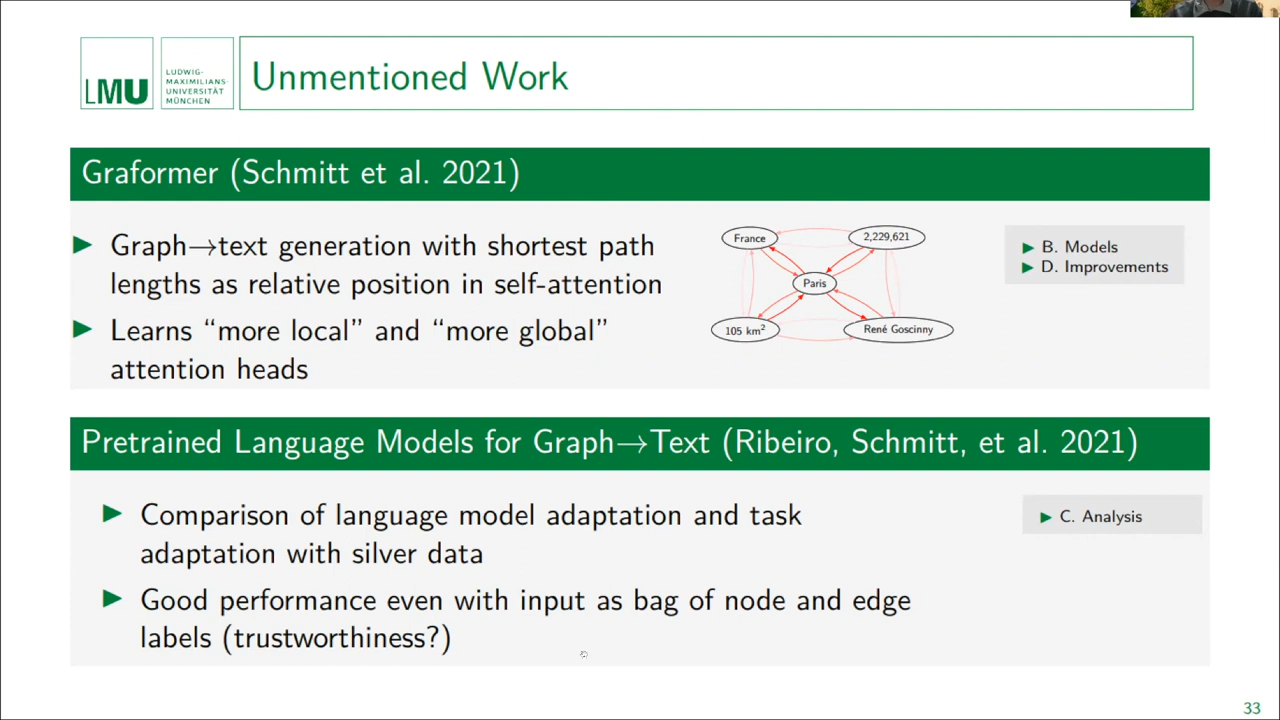 LMU
LUDWIG-
MAXIMILIANS-
UNIVERSITÄT
MÜNCHEN
Unmentioned Work
Graformer (Schmitt et al. 2021)
▶ Graph→text generation with shortest path
lengths as relative position in self-attention
▶ Learns “more local” and “more global”
attention heads
France
2,229,621
Paris
105 km²
René Goscinny
▶ B. Models
▶ D. Improvements
Pretrained Language Models for Graph→Text (Ribeiro, Schmitt, et al. 2021)
▶ Comparison of language model adaptation and task
adaptation with silver data
▶ Good performance even with input as bag of node and edge
labels (trustworthiness?)
▶ C. Analysis
33